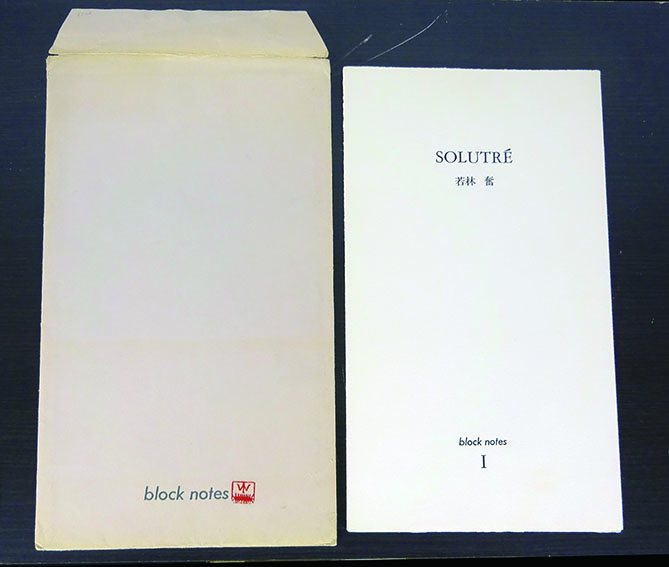 block notes
SOLUTRÉ
若林 奮
block notes
I